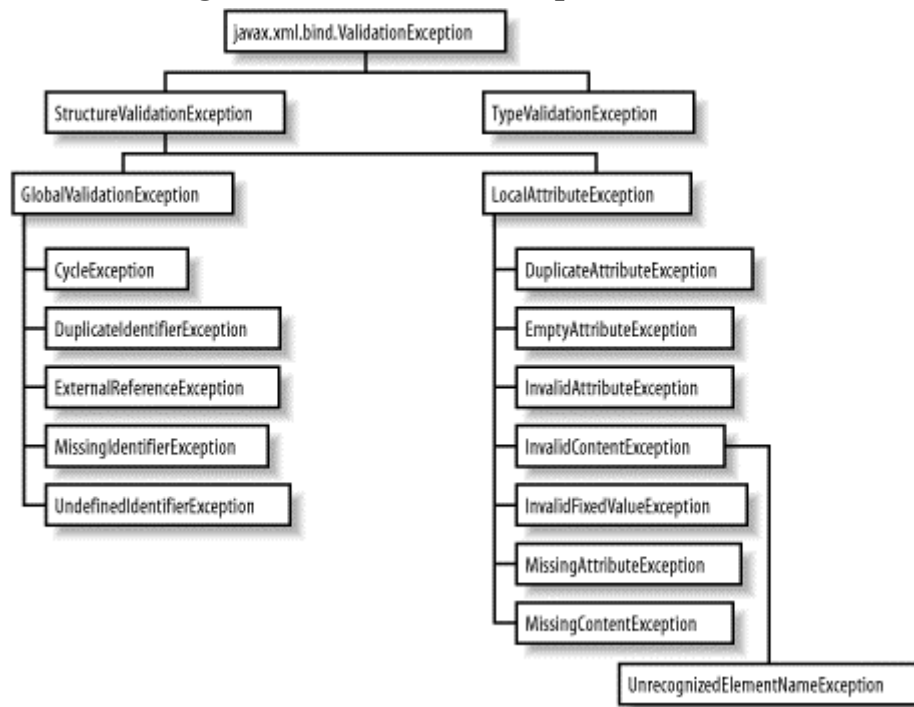 javax.xml.bind.ValidationException
StructureValidationException
TypeValidationException
GlobalValidationException
LocalAttributeException
CycleException
DuplicateIdentifierException
ExternalReferenceException
MissingIdentifierException
UndefinedIdentifierException
DuplicateAttributeException
EmptyAttributeException
InvalidAttributeException
InvalidContentException
InvalidFixedValueException
MissingAttributeException
MissingContentException
UnrecognizedElementNameException